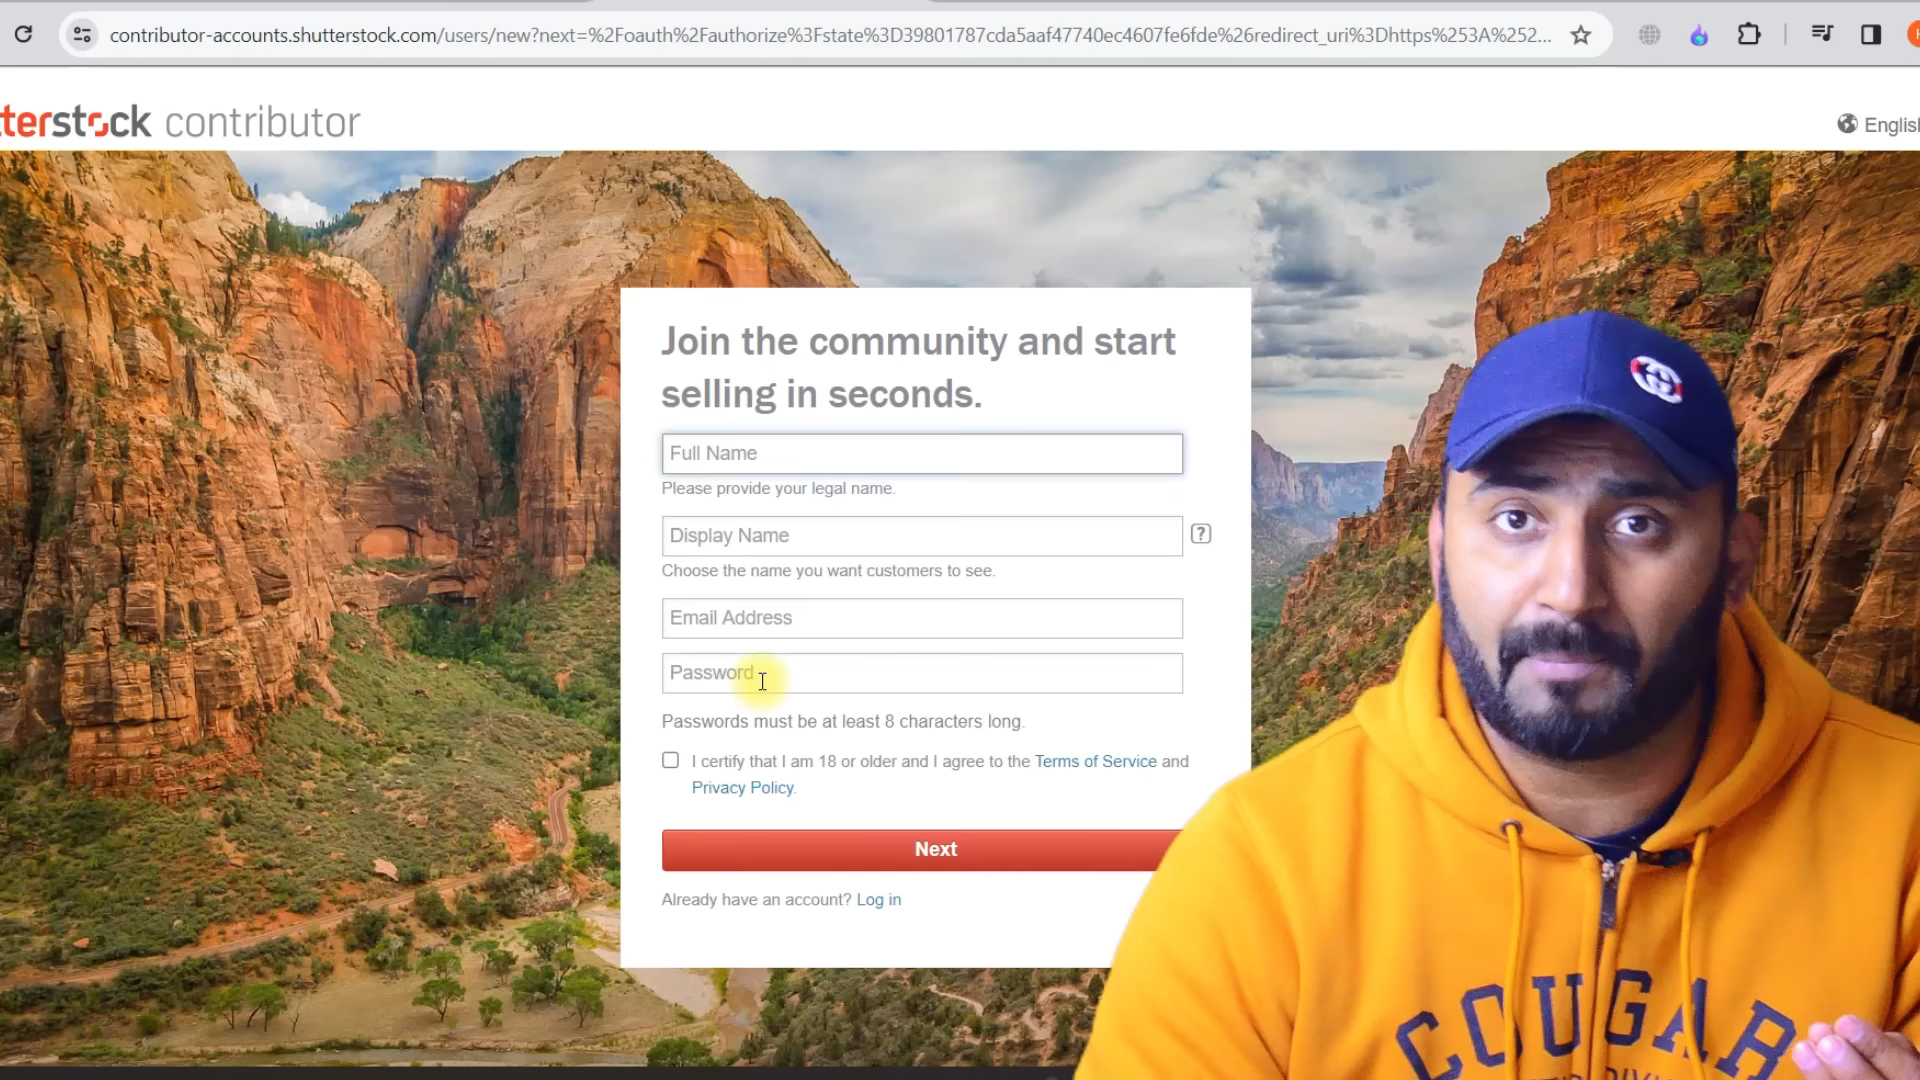 contributor-accounts.shutterstock.com/users/new?next=%2Foauth%2Fauthorize%3Fstate%3D39801787cda5aaf47740ec4607fe6fde%26redirect_uri%3Dhttps%253A%252...
terstock contributor
English
Join the community and start
selling in seconds.
Full Name
Please provide your legal name.
Display Name
?
Choose the name you want customers to see.
Email Address
Password
Passwords must be at least 8 characters long.
I certify that I am 18 or older and I agree to the Terms of Service and
Privacy Policy.
Next
Already have an account? Log in
COUGAR